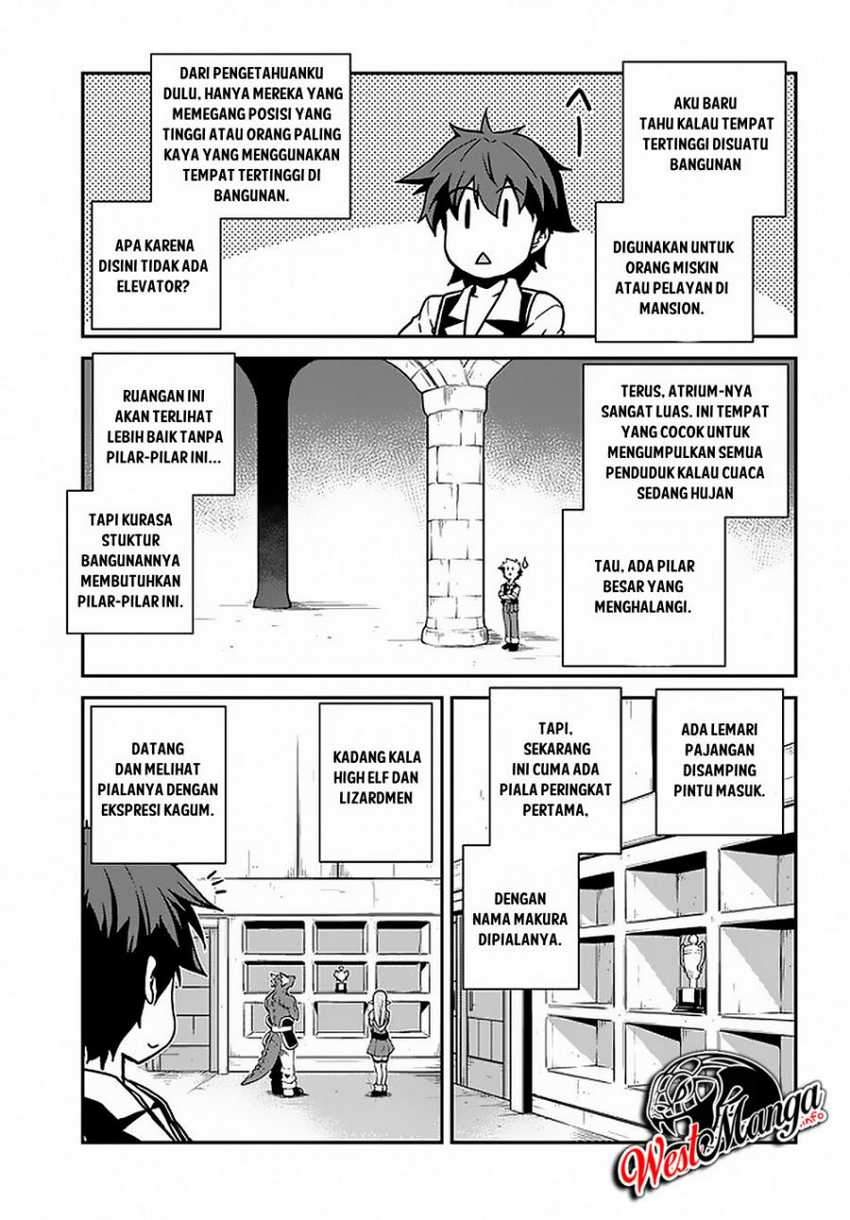 AKU BARU
TAHU KALAU TEMPAT
TERTINGGI DISUATU
BANGUNAN
DIGUNAKAN UNTUK
ORANG MISKIN
ATAU PELAYAN DI
MANSION.
DARI PENGETAHUANKU
DULU, HANYA MEREKA YANG
MEMEGANG POSISI YANG
TINGGI ATAU ORANG PALING
KAYA YANG MENGGUNAKAN
TEMPAT TERTINGGI DI
BANGUNAN.
APA KARENA
DISINI TIDAK ADA
ELEVATOR?
TERUS, ATRIUM-NYA
SANGAT LUAS. INI TEMPAT
YANG COCOK UNTUK
MENGUMPULKAN SEMUA
PENDUDUK KALAU CUACA
SEDANG HUJAN
TAU, ADA PILAR
BESAR YANG
MENGHALANGI.
RUANGAN INI
AKAN TERLIHAT
LEBIH BAIK TANPA
PILAR-PILAR INI...
TAPI KURASA
STUKTUR
BANGUNANNYA
MEMBUTUHKAN
PILAR-PILAR INI.
ADA LEMARI
PAJANGAN
DISAMPING
PINTU MASUK.
TAPI,
SEKARANG
INI CUMA ADA
PIALA PERINGKAT
PERTAMA,
DENGAN
NAMA MAKURA
DIPIALANYA.
KADANG KALA
HIGH ELF DAN
LIZARDMEN
DATANG
DAN MELIHAT
PIALANYA DENGAN
EKSPRESI KAGUM.
WestManga
.info